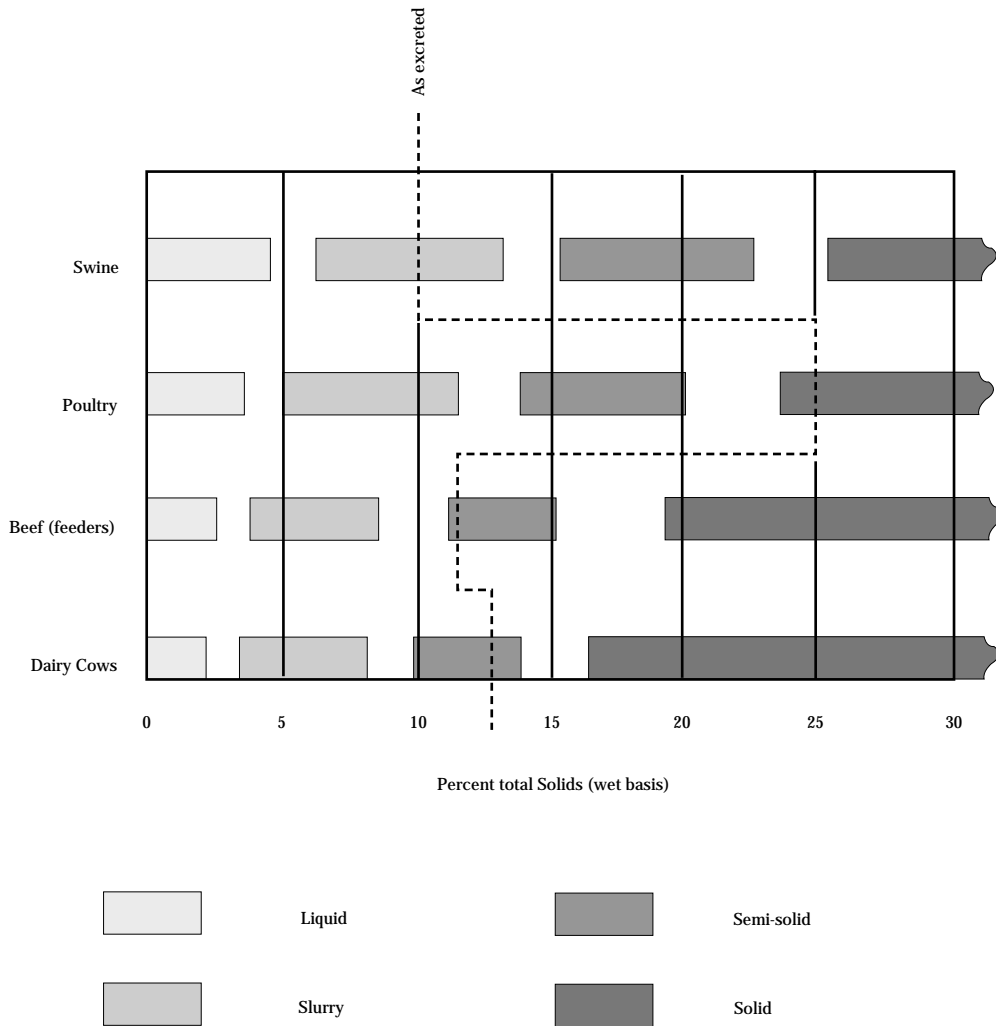 As excreted
Swine
Poultry
Beef (feeders)
Dairy Cows
0 5 10 15 20 25 30
Percent total Solids (wet basis)
Liquid Semi-solid
Slurry Solid